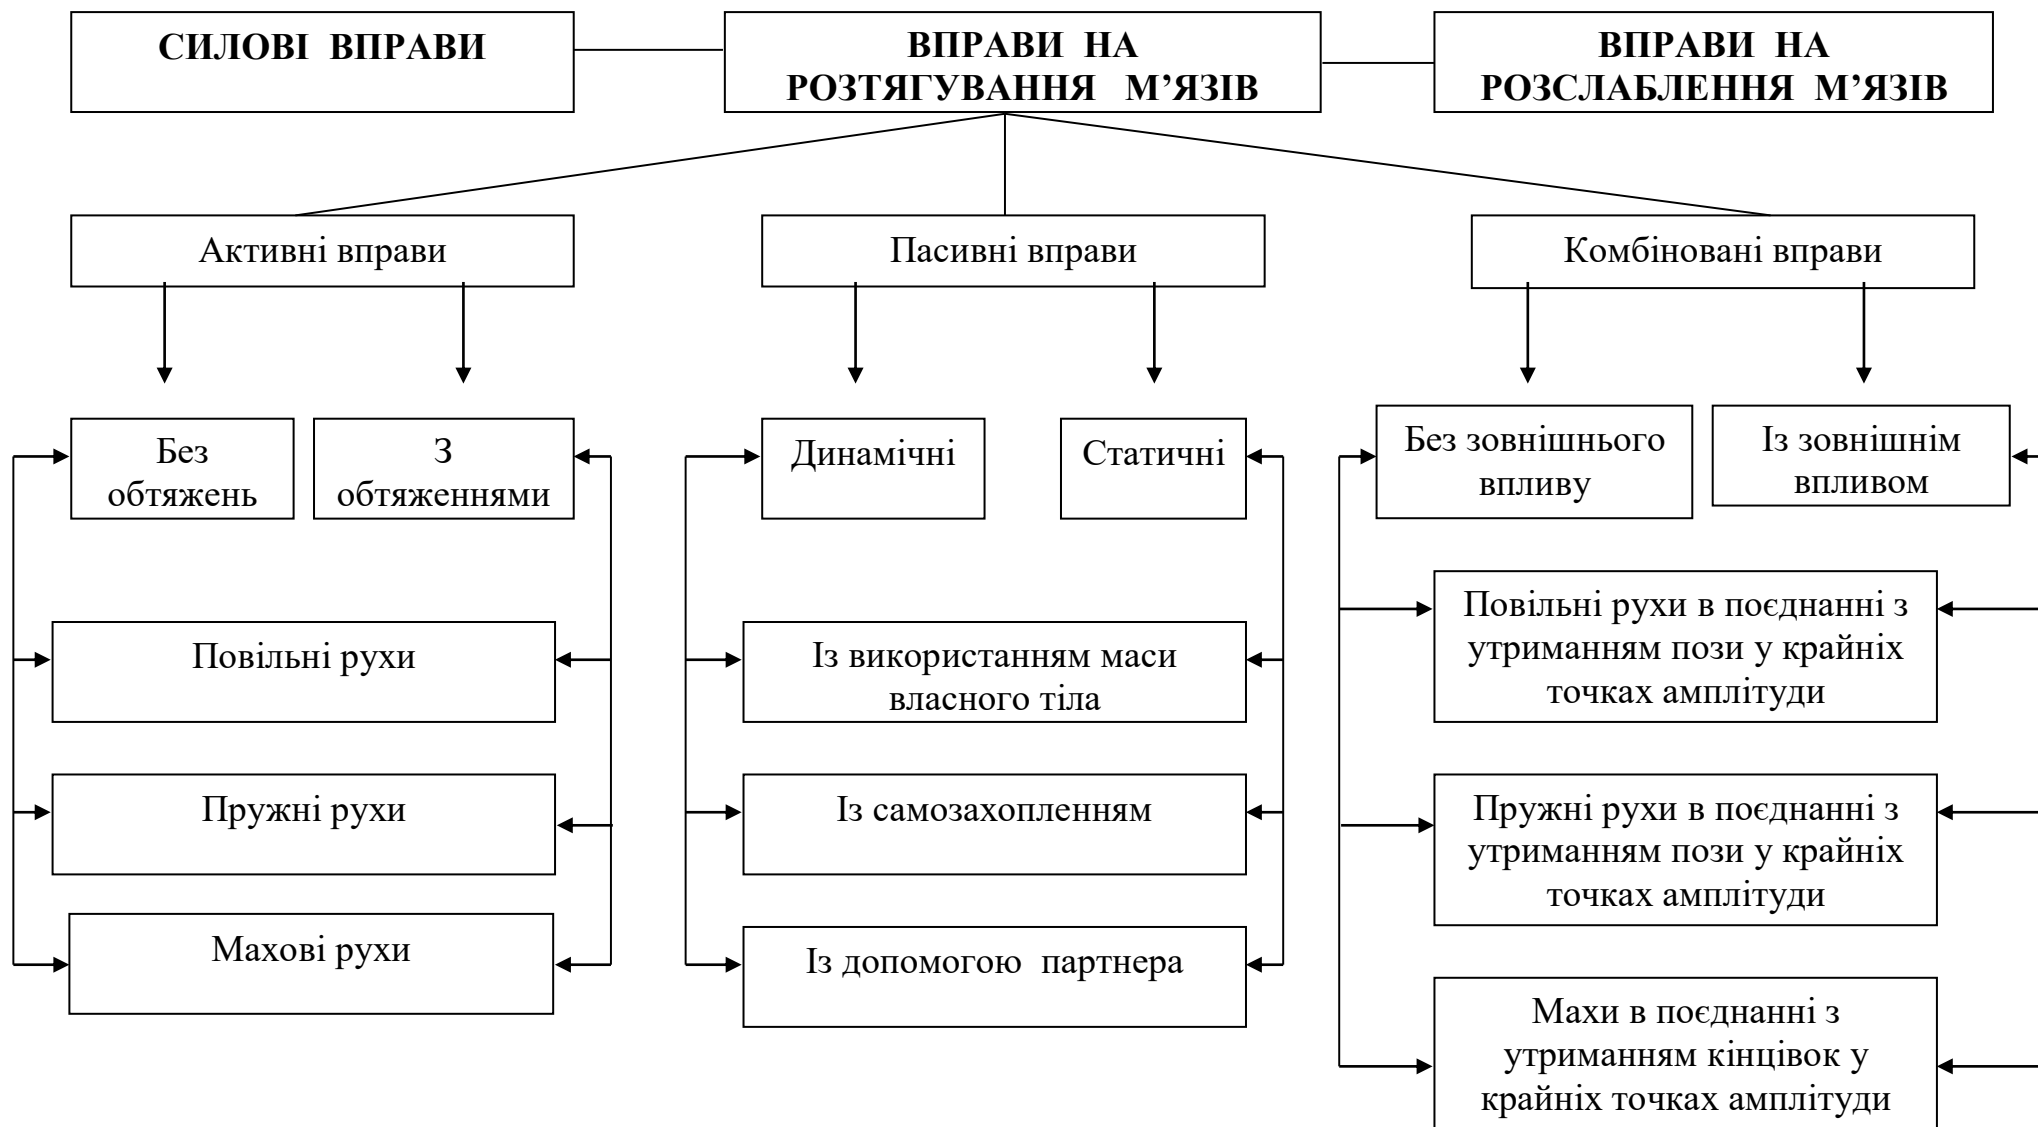 СИЛОВІ ВПРАВИ
ВПРАВИ НА
РОЗТЯГУВАННЯ М’ЯЗІВ
ВПРАВИ НА
РОЗСЛАБЛЕННЯ М’ЯЗІВ
Активні вправи
Пасивні вправи
Комбіновані вправи
Без
обтяжень
З
обтяженнями
Динамічні
Статичні
Без зовнішнього
впливу
Із зовнішнім
впливом
Повільні рухи
Пружні рухи
Махові рухи
Із використанням маси
власного тіла
Із самозахопленням
Із допомогою партнера
Повільні рухи в поєднанні з
утриманням пози у крайніх
точках амплітуди
Пружні рухи в поєднанні з
утриманням пози у крайніх
точках амплітуди
Махи в поєднанні з
утриманням кінцівок у
крайніх точках амплітуди